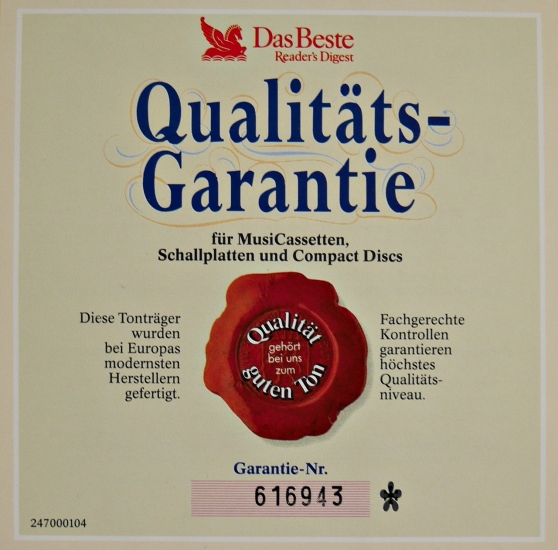 Das Beste
Reader's Digest
Qualitäts-
Garantie
für MusiCassetten,
Schallplatten und Compact Discs
Diese Tonträger
wurden
bei Europas
modernsten
Herstellern
gefertigt.
Qualität
gehört
bei uns
zum
guten Ton
Fachgerechte
Kontrollen
garantieren
höchstes
Qualitäts-
niveau.
Garantie-Nr.
616943
247000104